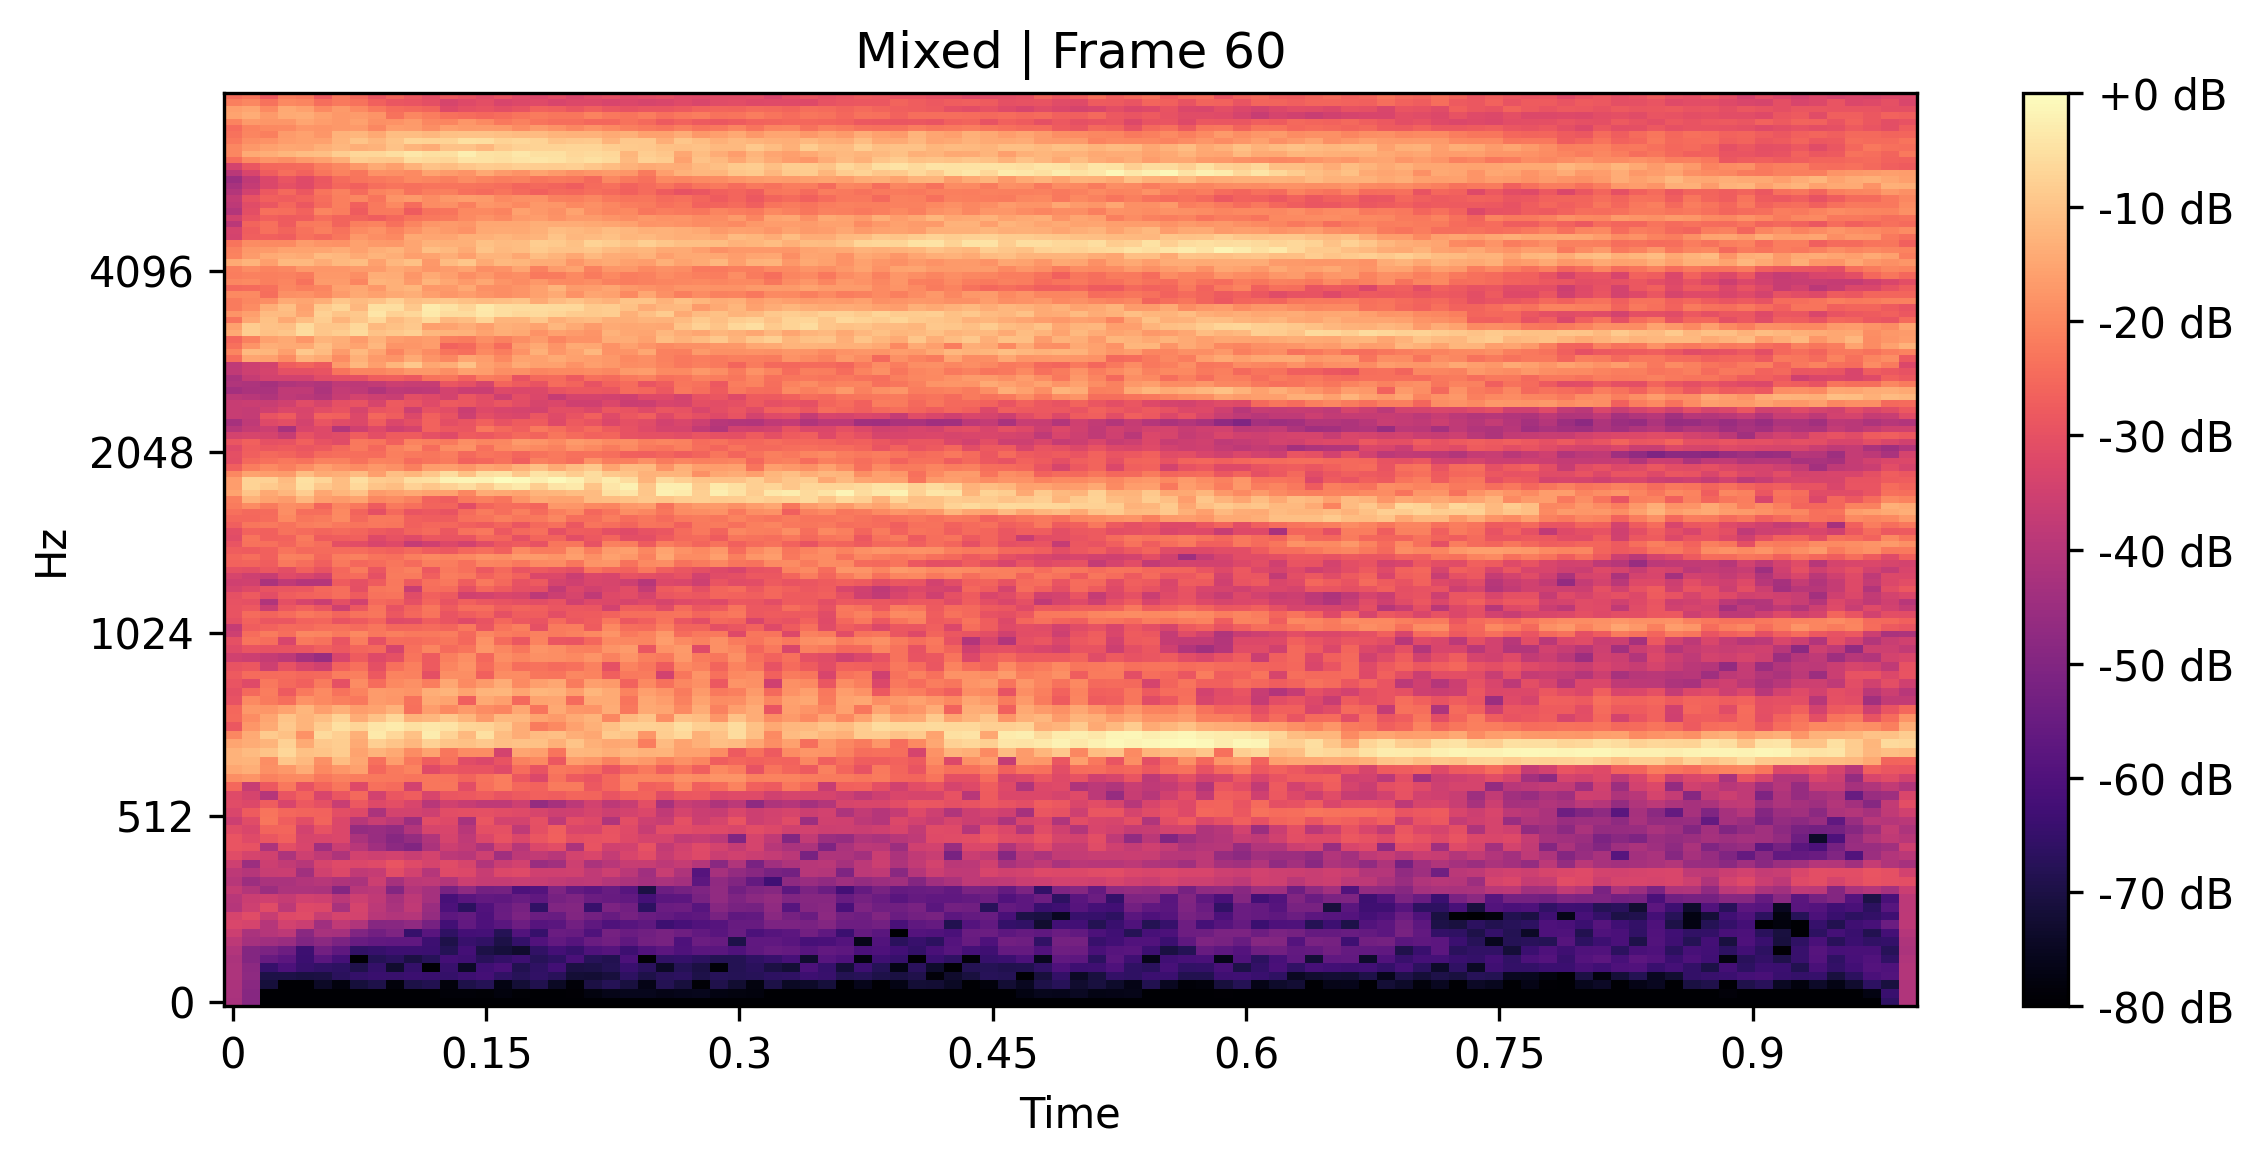 Mixed | Frame 60
Hz
4096
2048
1024
512
0
0 0.15 0.3 0.45 0.6 0.75 0.9
Time
+0 dB
-10 dB
-20 dB
-30 dB
-40 dB
-50 dB
-60 dB
-70 dB
-80 dB